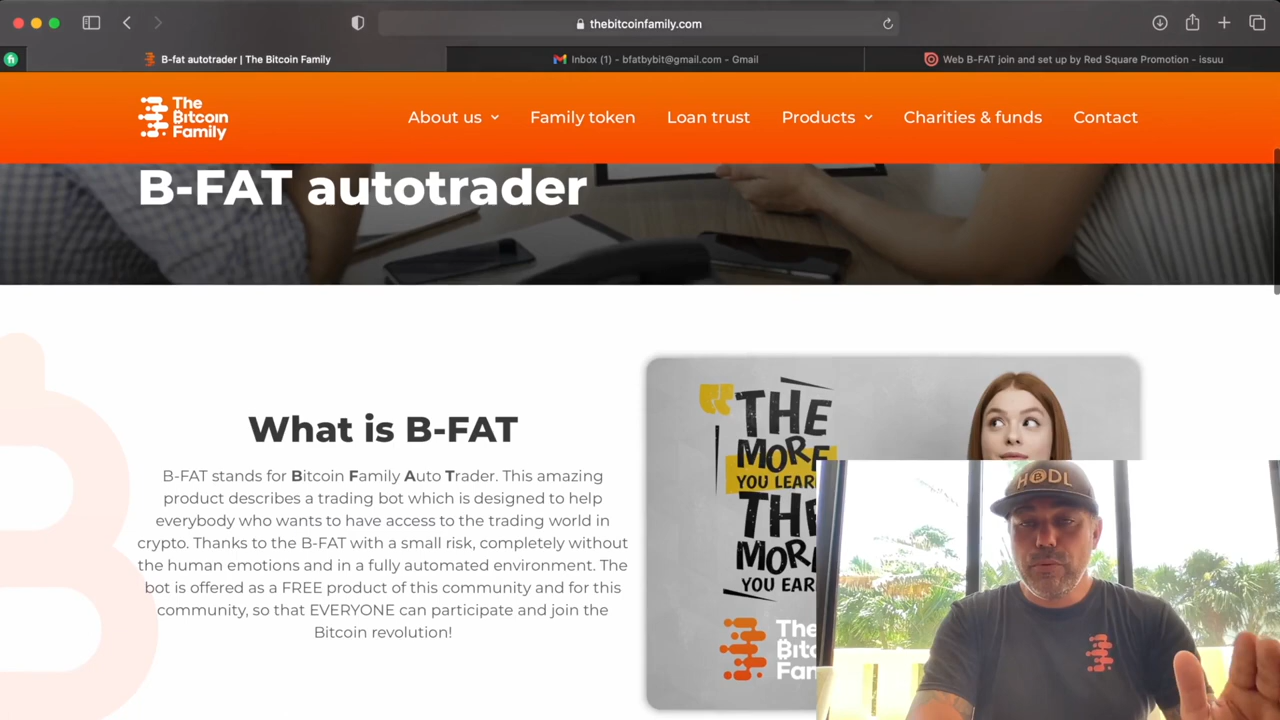 thebitcoinfamily.com
B-fat autotrader | The Bitcoin Family
Inbox (1) - bfatbybit@gmail.com - Gmail
Web B-FAT join and set up by Red Square Promotion - issuu
The
Bitcoin
Family
About us
Family token
Loan trust
Products
Charities & funds
Contact
B-FAT autotrader
What is B-FAT
B-FAT stands for Bitcoin Family Auto Trader. This amazing
product describes a trading bot which is designed to help
everybody who wants to have access to the trading world in
crypto. Thanks to the B-FAT with a small risk, completely without
the human emotions and in a fully automated environment. The
bot is offered as a FREE product of this community and for this
community, so that EVERYONE can participate and join the
Bitcoin revolution!
THE
MORE
YOU LEAR
THE
MOR
YOU EAR
The
Bit
Fam
HODL